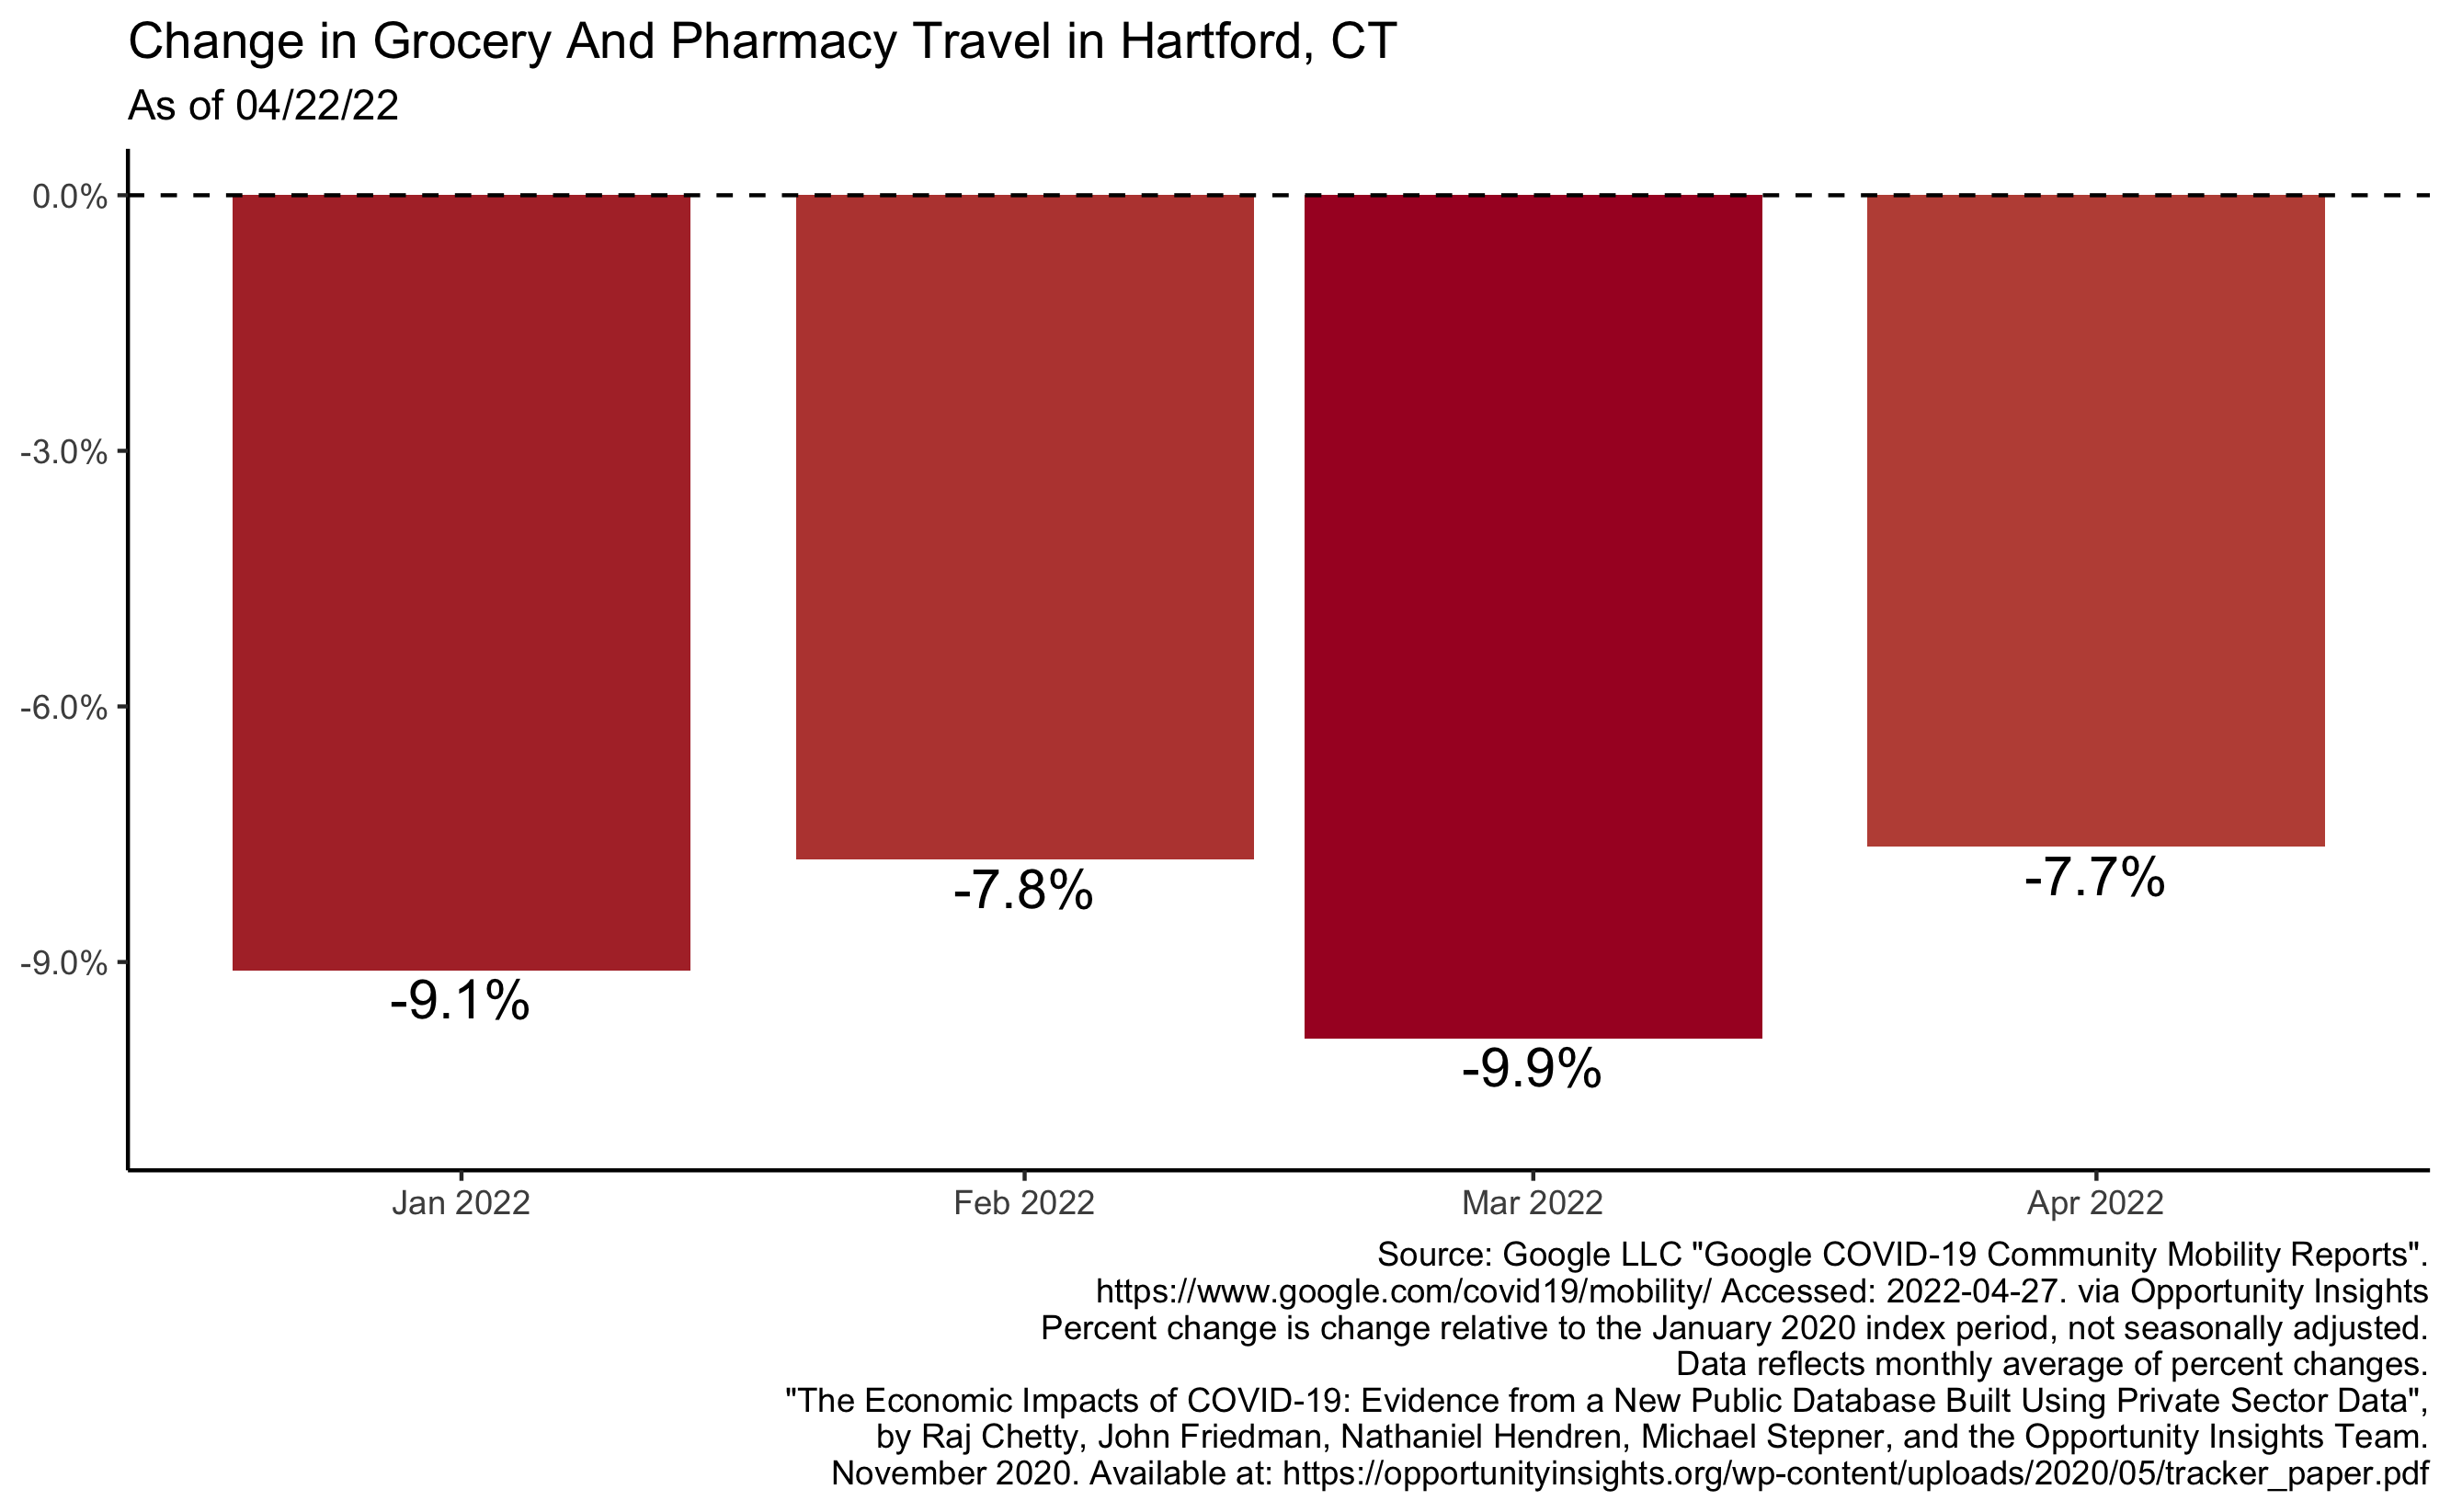 Change in Grocery And Pharmacy Travel in Hartford, CT
As of 04/22/22
0.0%
-3.0%
-6.0%
-9.0%
-9.1%
-7.8%
-9.9%
-7.7%
Jan 2022
Feb 2022
Mar 2022
Apr 2022
Source: Google LLC "Google COVID-19 Community Mobility Reports".
https://www.google.com/covid19/mobility/ Accessed: 2022-04-27. via Opportunity Insights
Percent change is change relative to the January 2020 index period, not seasonally adjusted.
Data reflects monthly average of percent changes.
"The Economic Impacts of COVID-19: Evidence from a New Public Database Built Using Private Sector Data",
by Raj Chetty, John Friedman, Nathaniel Hendren, Michael Stepner, and the Opportunity Insights Team.
November 2020. Available at: https://opportunityinsights.org/wp-content/uploads/2020/05/tracker_paper.pdf